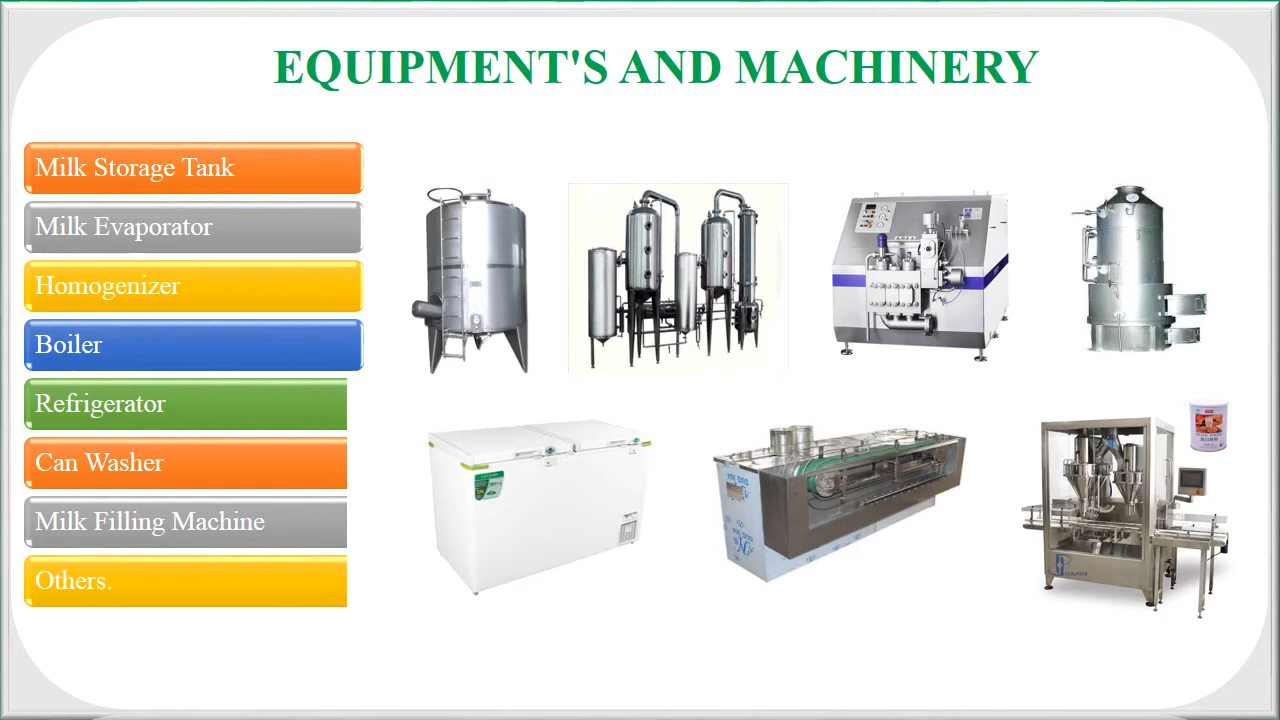 EQUIPMENT'S AND MACHINERY
Milk Storage Tank
Milk Evaporator
Homogenizer
Boiler
Refrigerator
Can Washer
Milk Filling Machine
Others.